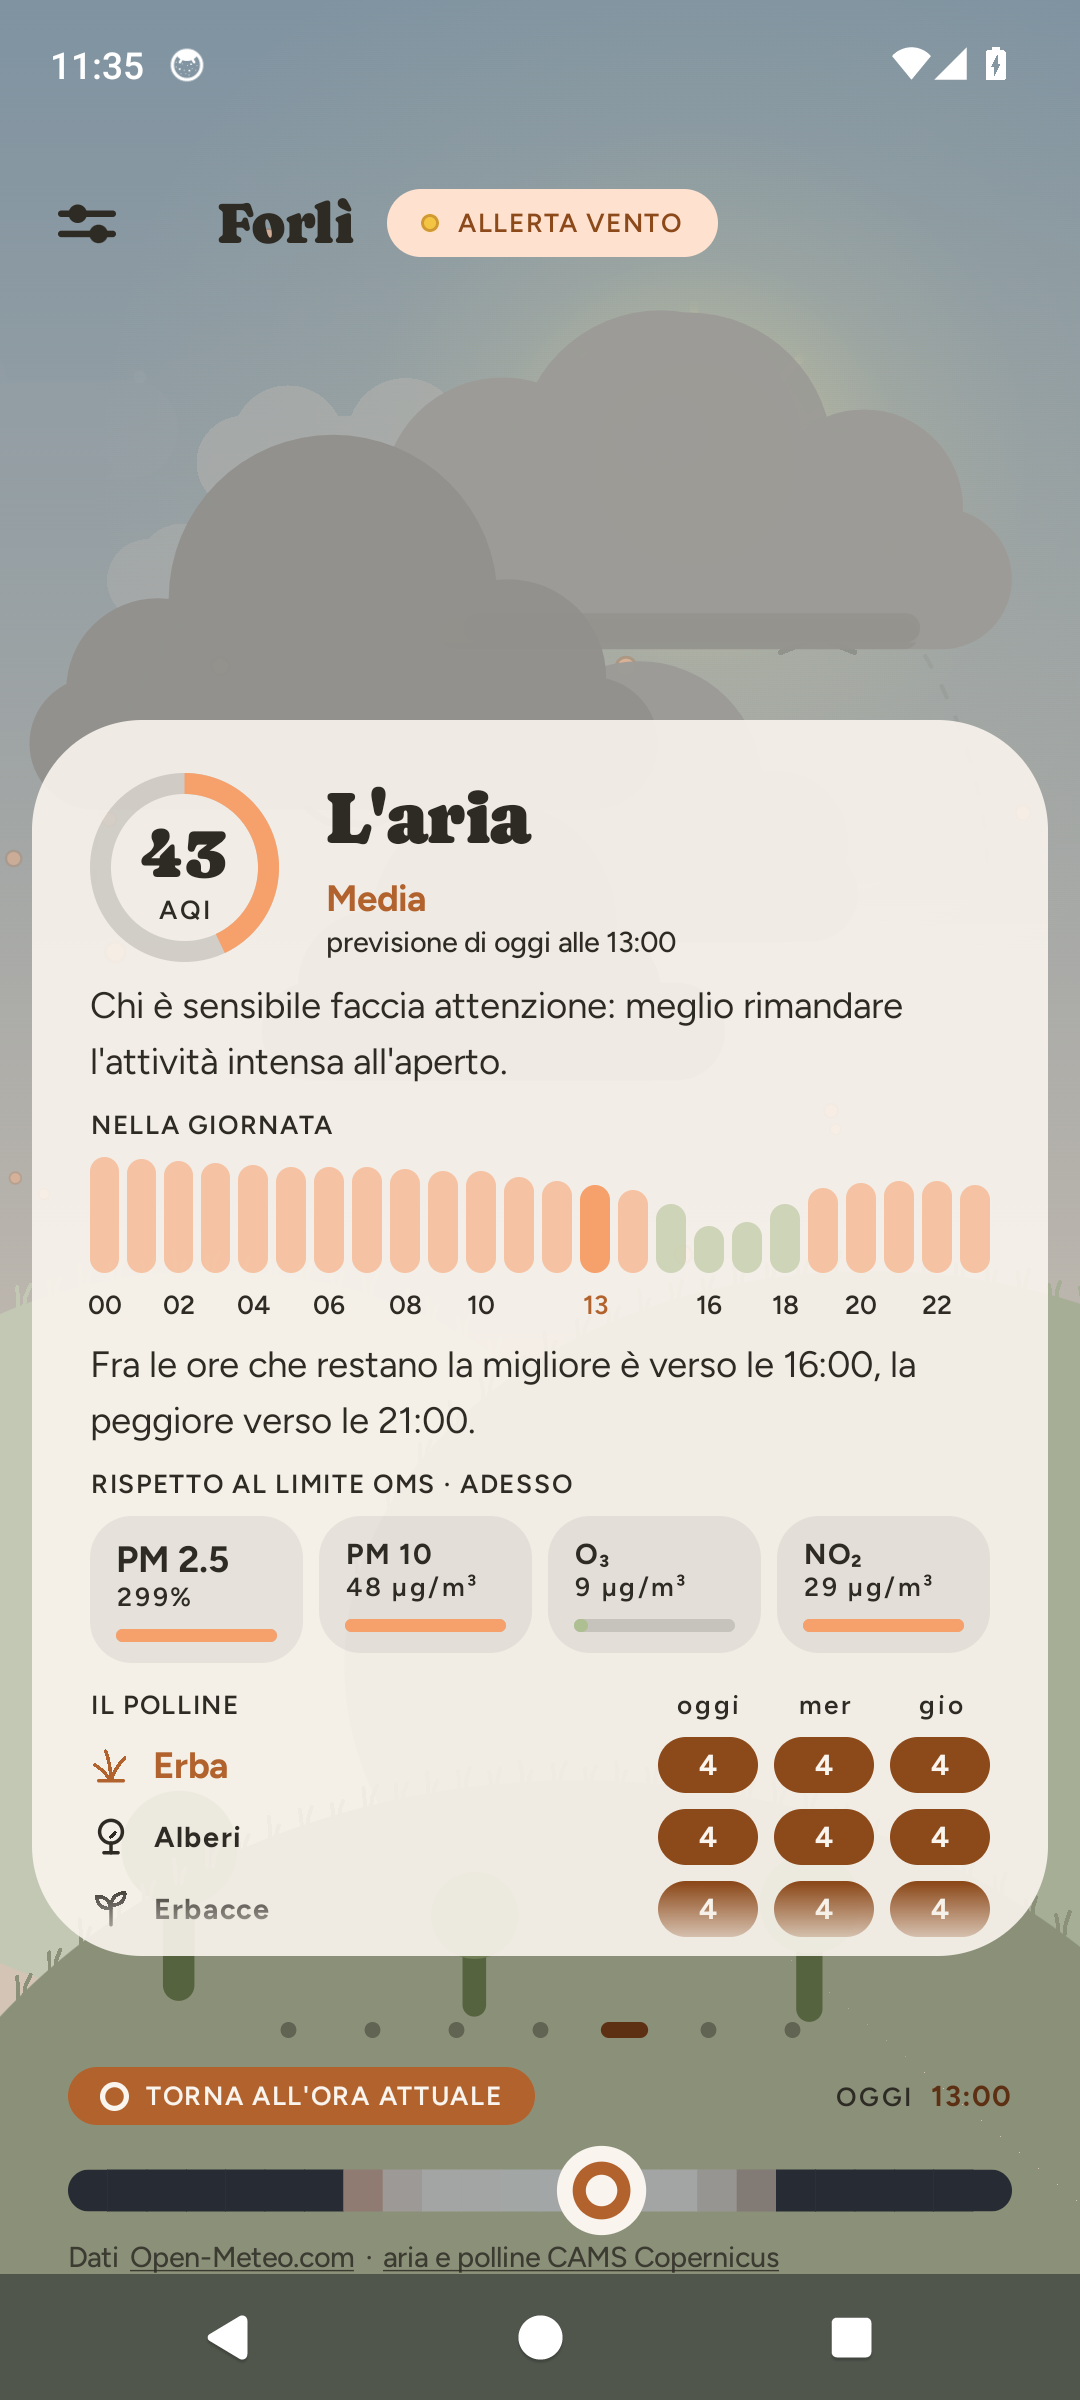 11:35
Forlì
ALLERTA VENTO
43
AQI
L'aria
Media
previsione di oggi alle 13:00
Chi è sensibile faccia attenzione: meglio rimandare
l'attività intensa all'aperto.
NELLA GIORNATA
00 02 04 06 08 10 13 16 18 20 22
Fra le ore che restano la migliore è verso le 16:00, la
peggiore verso le 21:00.
RISPETTO AL LIMITE OMS · ADESSO
PM 2.5
299%
PM 10
48 µg/m³
O₃
9 µg/m³
NO₂
29 µg/m³
IL POLLINE oggi mer gio
Erba 4 4 4
Alberi 4 4 4
Erbacce 4 4 4
TORNA ALL'ORA ATTUALE
OGGI 13:00
Dati Open-Meteo.com · aria e polline CAMS Copernicus